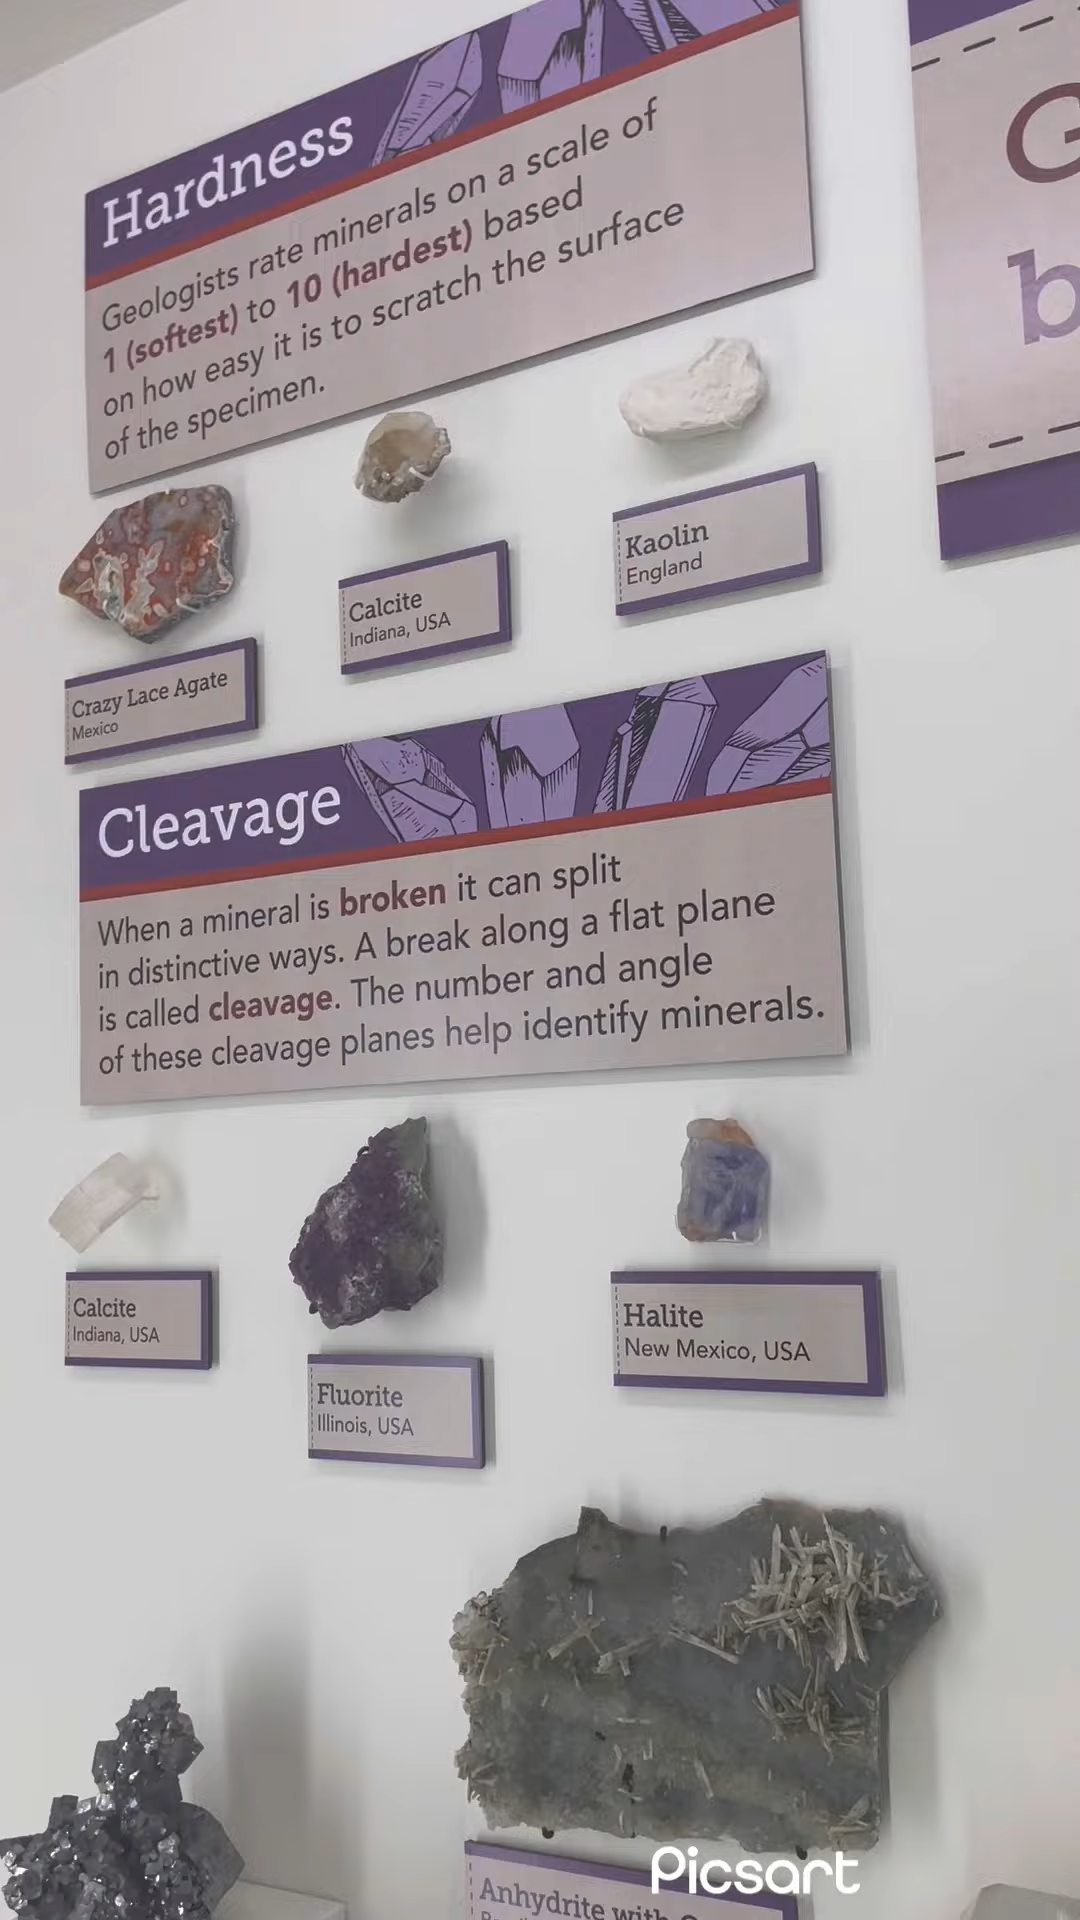 Hardness
Geologists rate minerals on a scale of
1 (softest) to 10 (hardest) based
on how easy it is to scratch the surface
of the specimen.
Kaolin
England
Calcite
Indiana, USA
Crazy Lace Agate
Mexico
Cleavage
When a mineral is broken it can split
in distinctive ways. A break along a flat plane
is called cleavage. The number and angle
of these cleavage planes help identify minerals.
Calcite
Indiana, USA
Fluorite
Illinois, USA
Halite
New Mexico, USA
Anhydrite with
Picsart